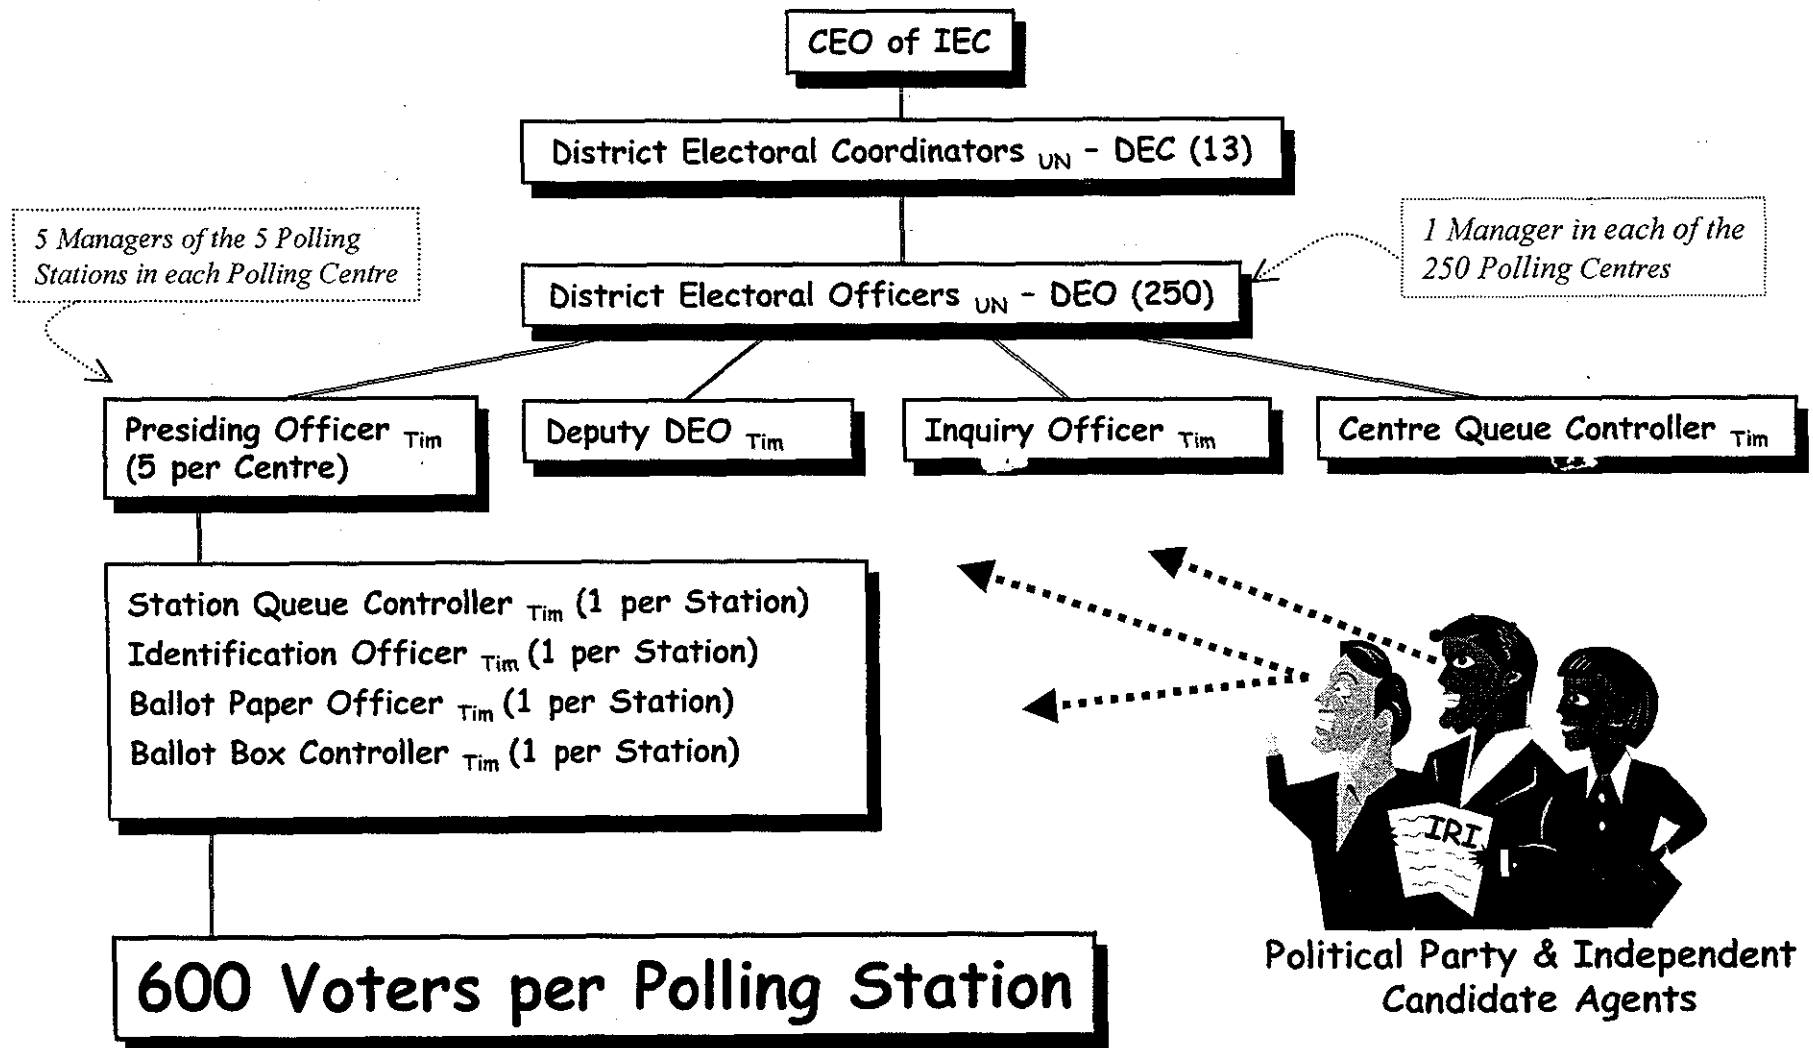 CEO of IEC
District Electoral Coordinators UN - DEC (13)
5 Managers of the 5 Polling
Stations in each Polling Centre
1 Manager in each of the
250 Polling Centres
District Electoral Officers UN - DEO (250)
Presiding Officer Tim
(5 per Centre)
Deputy DEO Tim
Inquiry Officer Tim
Centre Queue Controller Tim
Station Queue Controller Tim (1 per Station)
Identification Officer Tim (1 per Station)
Ballot Paper Officer Tim (1 per Station)
Ballot Box Controller Tim (1 per Station)
IRI
600 Voters per Polling Station
Political Party & Independent
Candidate Agents